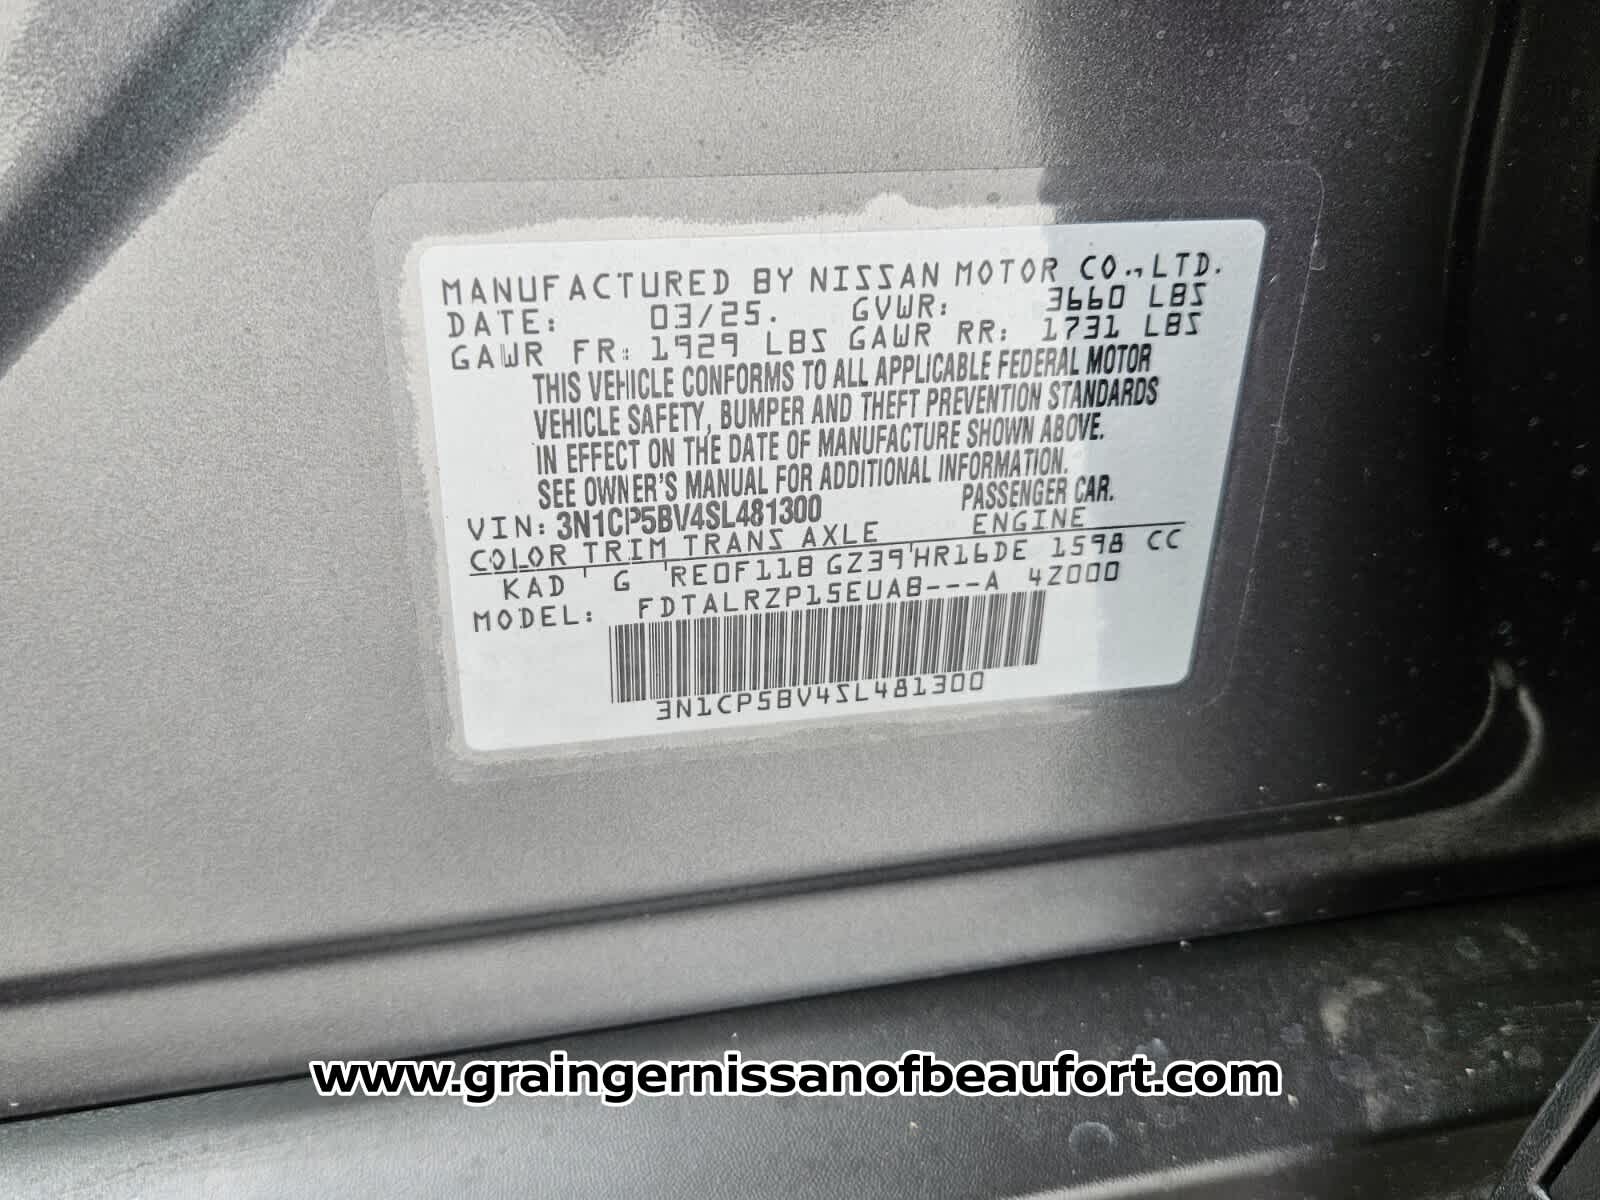 MANUFACTURED BY NISSAN MOTOR CO.,LTD.
DATE: 03/25. GVWR: 3660 LBS
GAWR FR: 1929 LBS GAWR RR: 1731 LBS
THIS VEHICLE CONFORMS TO ALL APPLICABLE FEDERAL MOTOR
VEHICLE SAFETY, BUMPER AND THEFT PREVENTION STANDARDS
IN EFFECT ON THE DATE OF MANUFACTURE SHOWN ABOVE.
SEE OWNER'S MANUAL FOR ADDITIONAL INFORMATION.
VIN: 3N1CP5BV4SL481300 PASSENGER CAR.
COLOR TRIM TRANS AXLE ENGINE
KAD G RE0F11B GZ39 HR16DE 1598 CC
MODEL: FDTALRZP15EUAB---A 4Z000
3N1CP5BV4SL481300
www.graingernissanofbeaufort.com